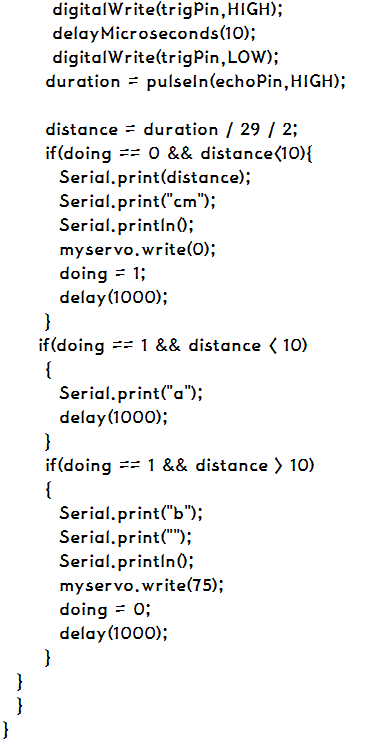 digitalWrite(trigPin,HIGH);
delayMicroseconds(10);
digitalWrite(trigPin,LOW);
duration = pulseIn(echoPin,HIGH);
distance = duration / 29 / 2;
if(doing == 0 && distance<10){
Serial.print(distance);
Serial.print("cm");
Serial.println();
myservo.write(0);
doing = 1;
delay(1000);
}
if(doing == 1 && distance < 10)
{
Serial.print("a");
delay(1000);
}
if(doing == 1 && distance > 10)
{
Serial.print("b");
Serial.print("");
Serial.println();
myservo.write(75);
doing = 0;
delay(1000);
}
}
}
}